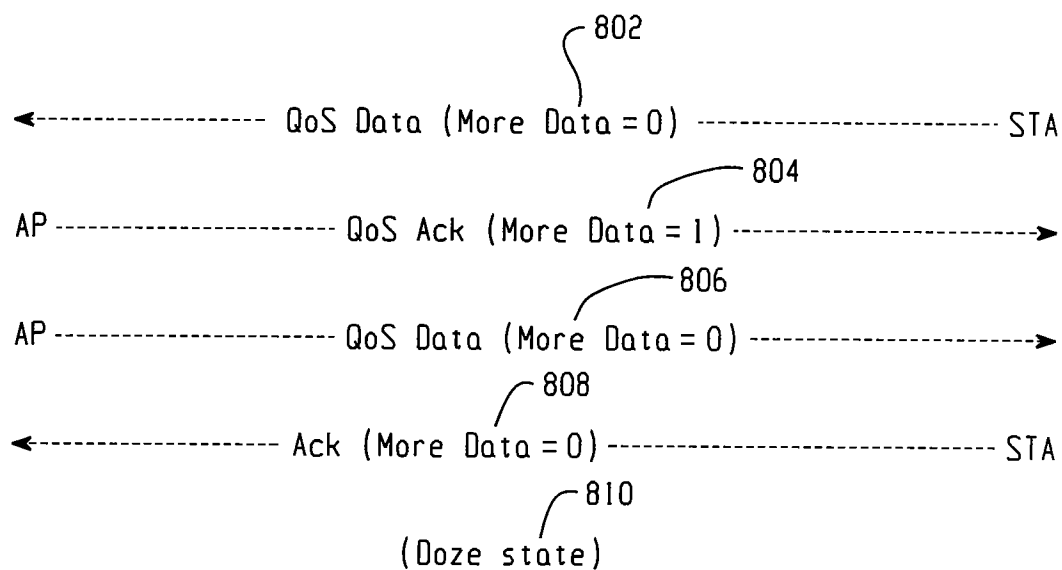 802
QoS Data (More Data = 0) STA
804
AP QoS Ack (More Data = 1)
806
AP QoS Data (More Data = 0)
808
Ack (More Data = 0) STA
810
(Doze state)